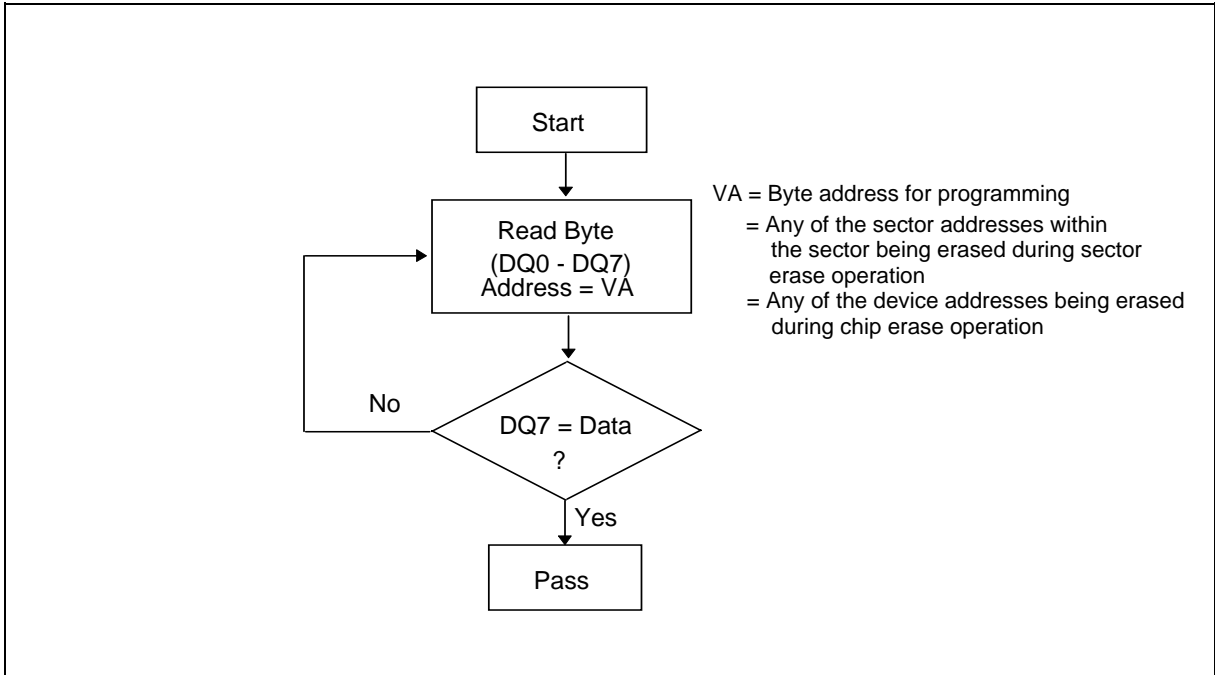 Start
VA = Byte address for programming
= Any of the sector addresses within
the sector being erased during sector
erase operation
= Any of the device addresses being erased
during chip erase operation
Read Byte
(DQ0 - DQ7)
Address = VA
No
DQ7 = Data
?
Yes
Pass